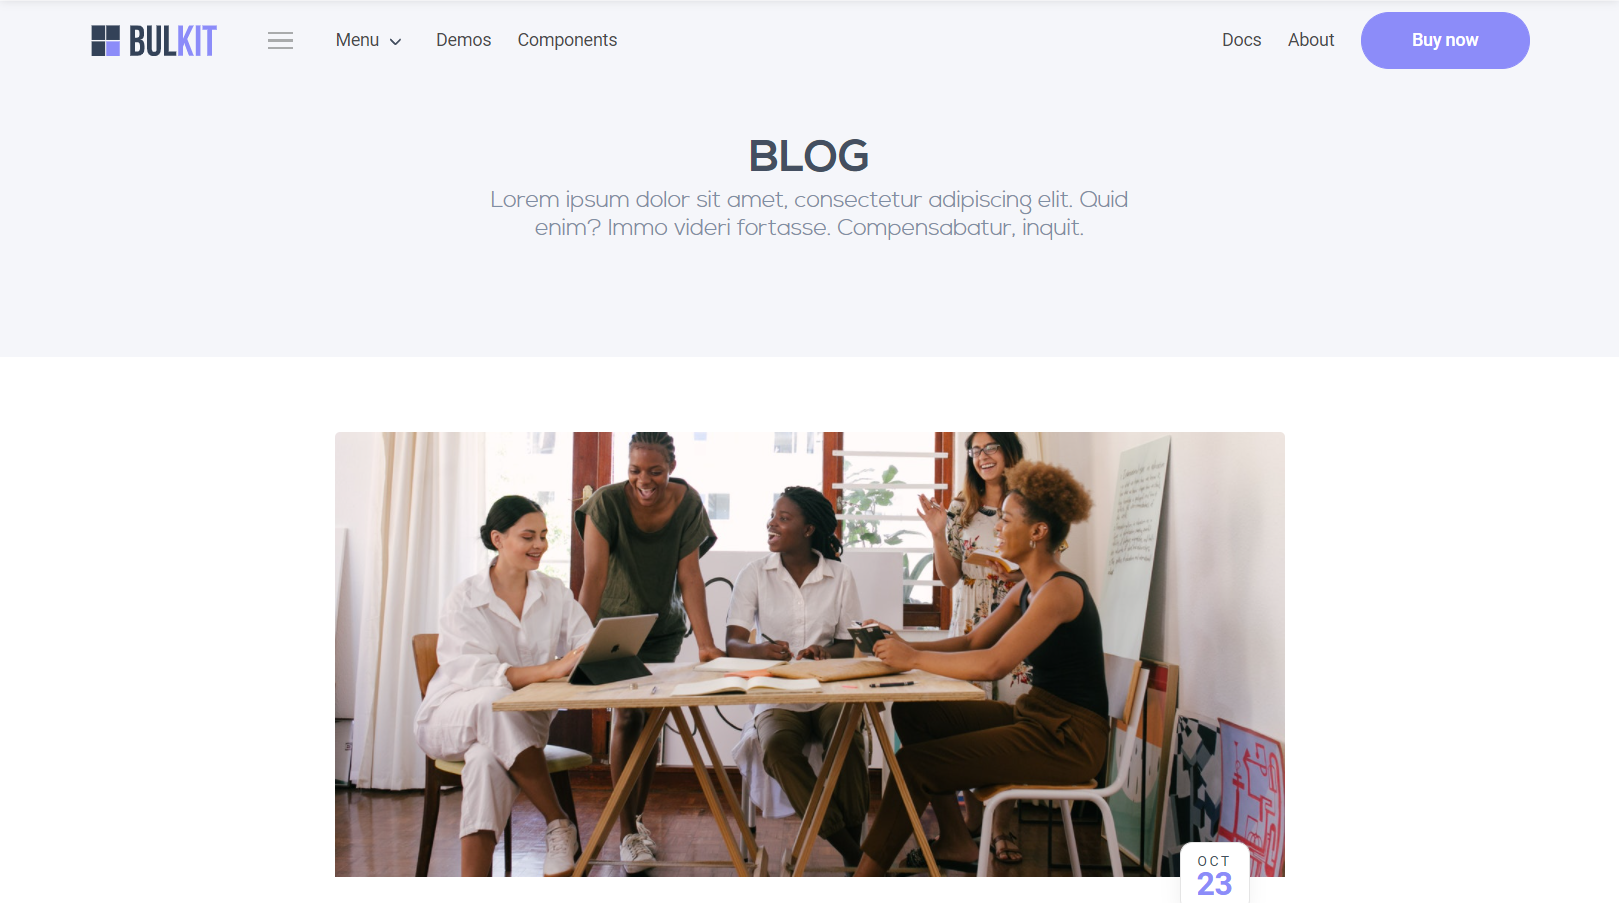 BULKIT
Menu
Demos
Components
Docs
About
Buy now
BLOG
Lorem ipsum dolor sit amet, consectetur adipiscing elit. Quid
enim? Immo videri fortasse. Compensabatur, inquit.
OCT
23